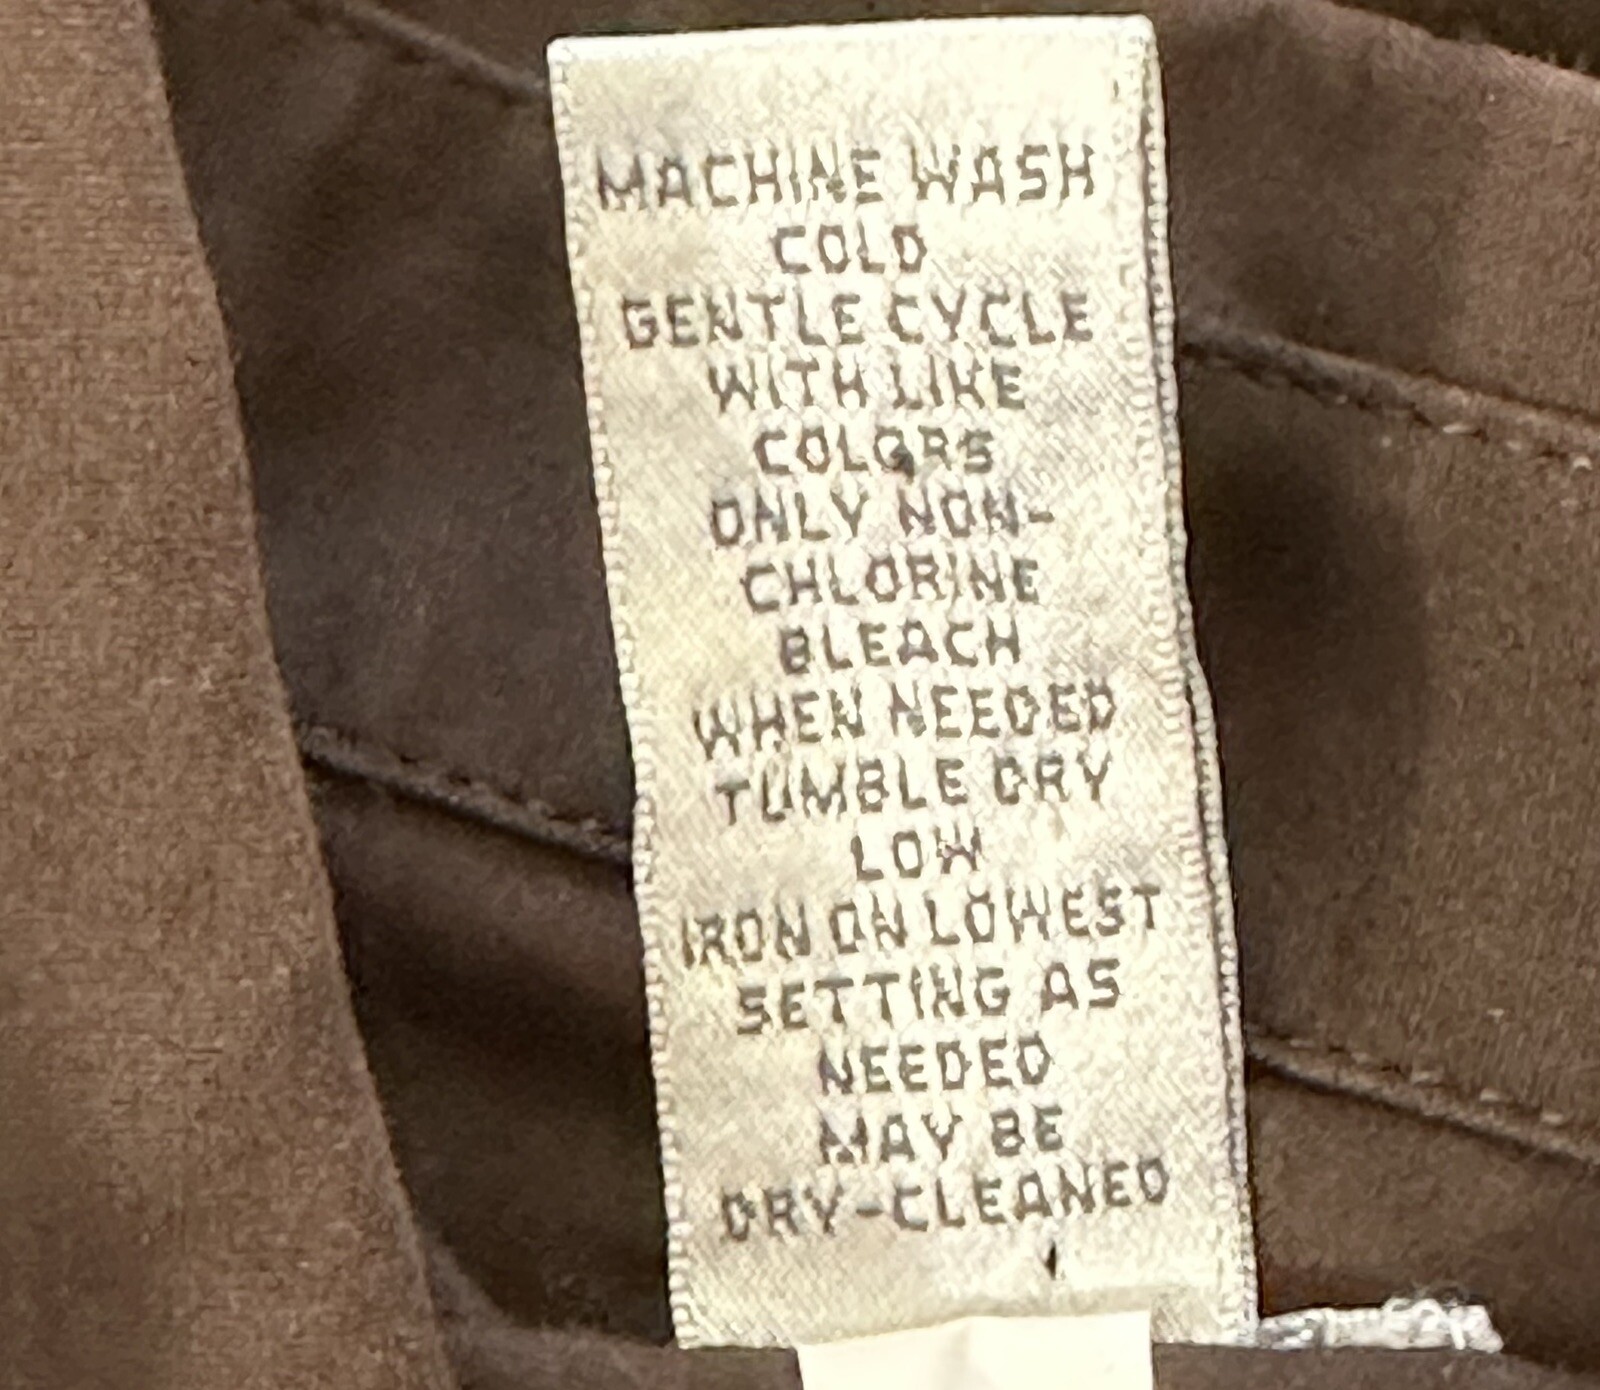 MACHINE WASH
COLD
GENTLE CYCLE
WITH LIKE
COLORS
ONLY NON-
CHLORINE
BLEACH
WHEN NEEDED
TUMBLE DRY
LOW
IRON ON LOWEST
SETTING AS
NEEDED
MAY BE
DRY-CLEANED